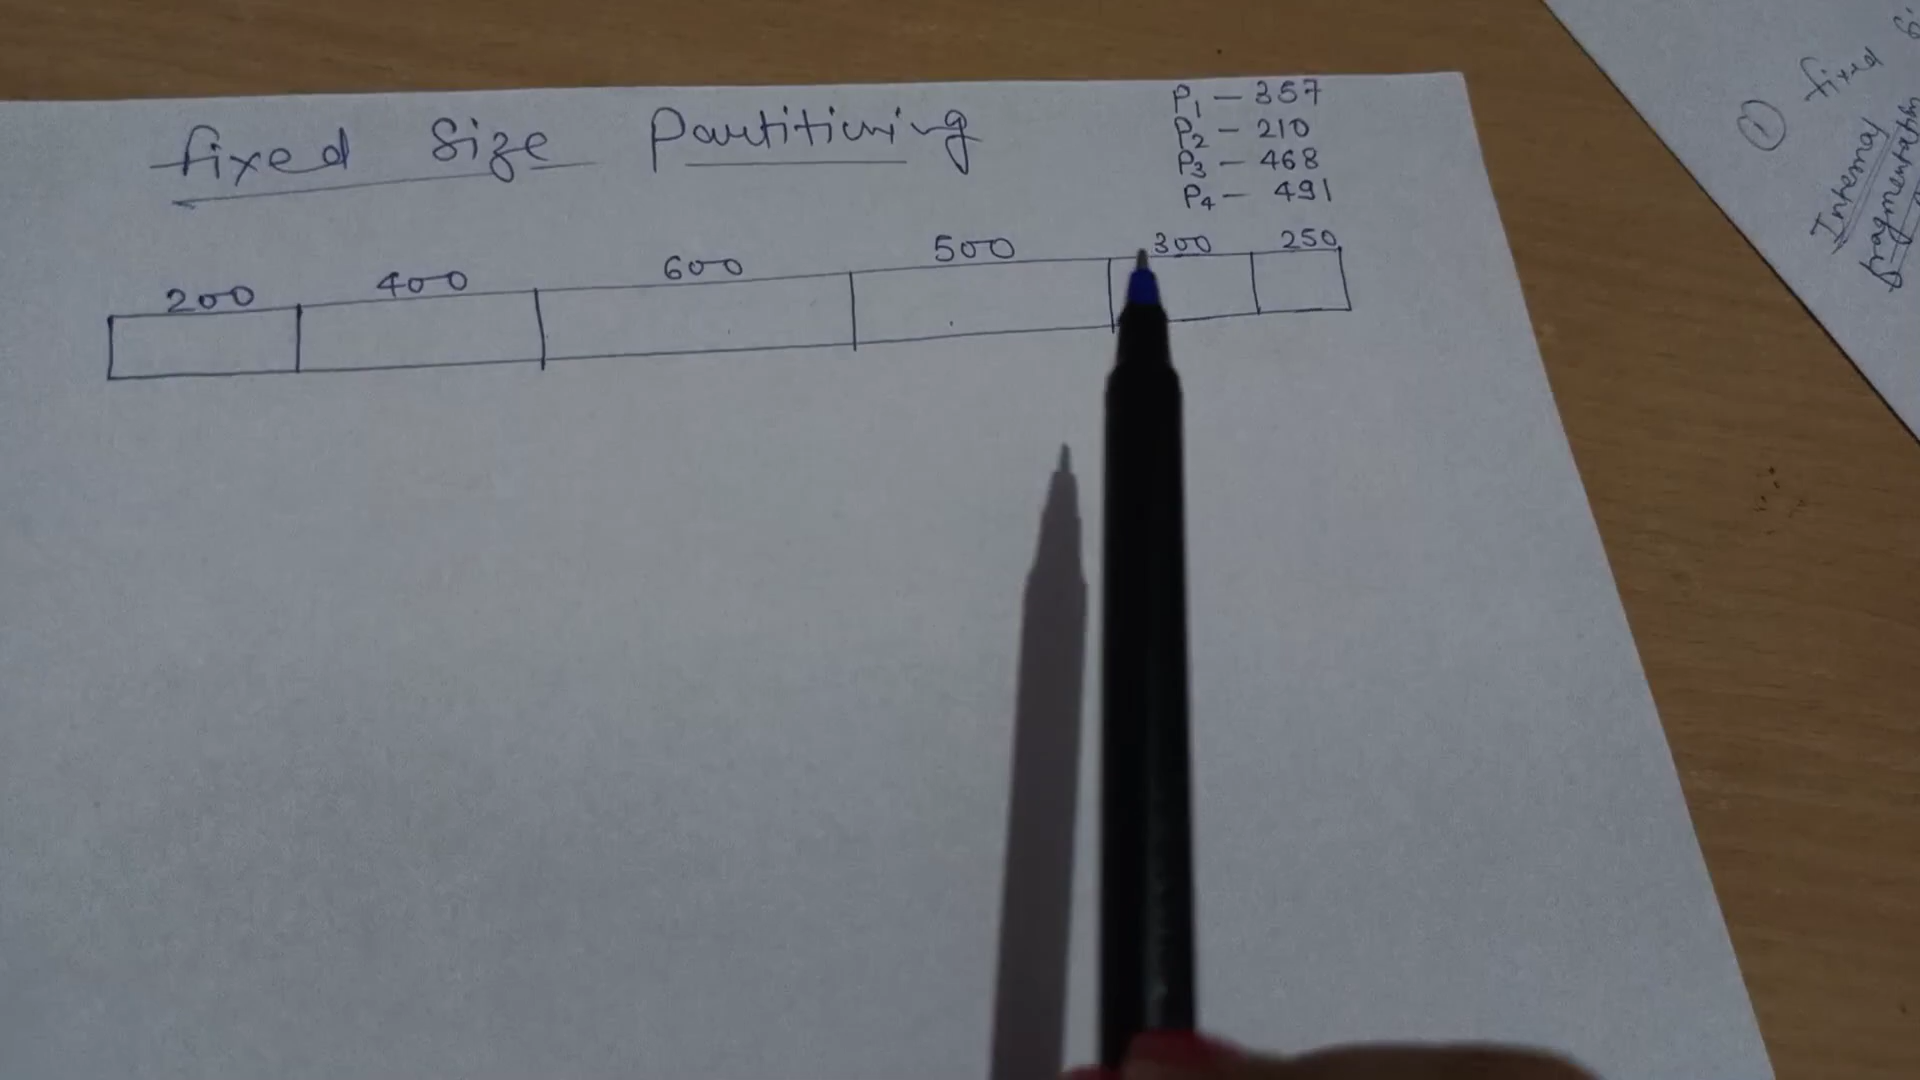 fixed Size Partitioning
P1 - 357
P2 - 210
P3 - 468
P4 - 491
200 400 600 500 300 250
1 fixed
Internal
fragmentation